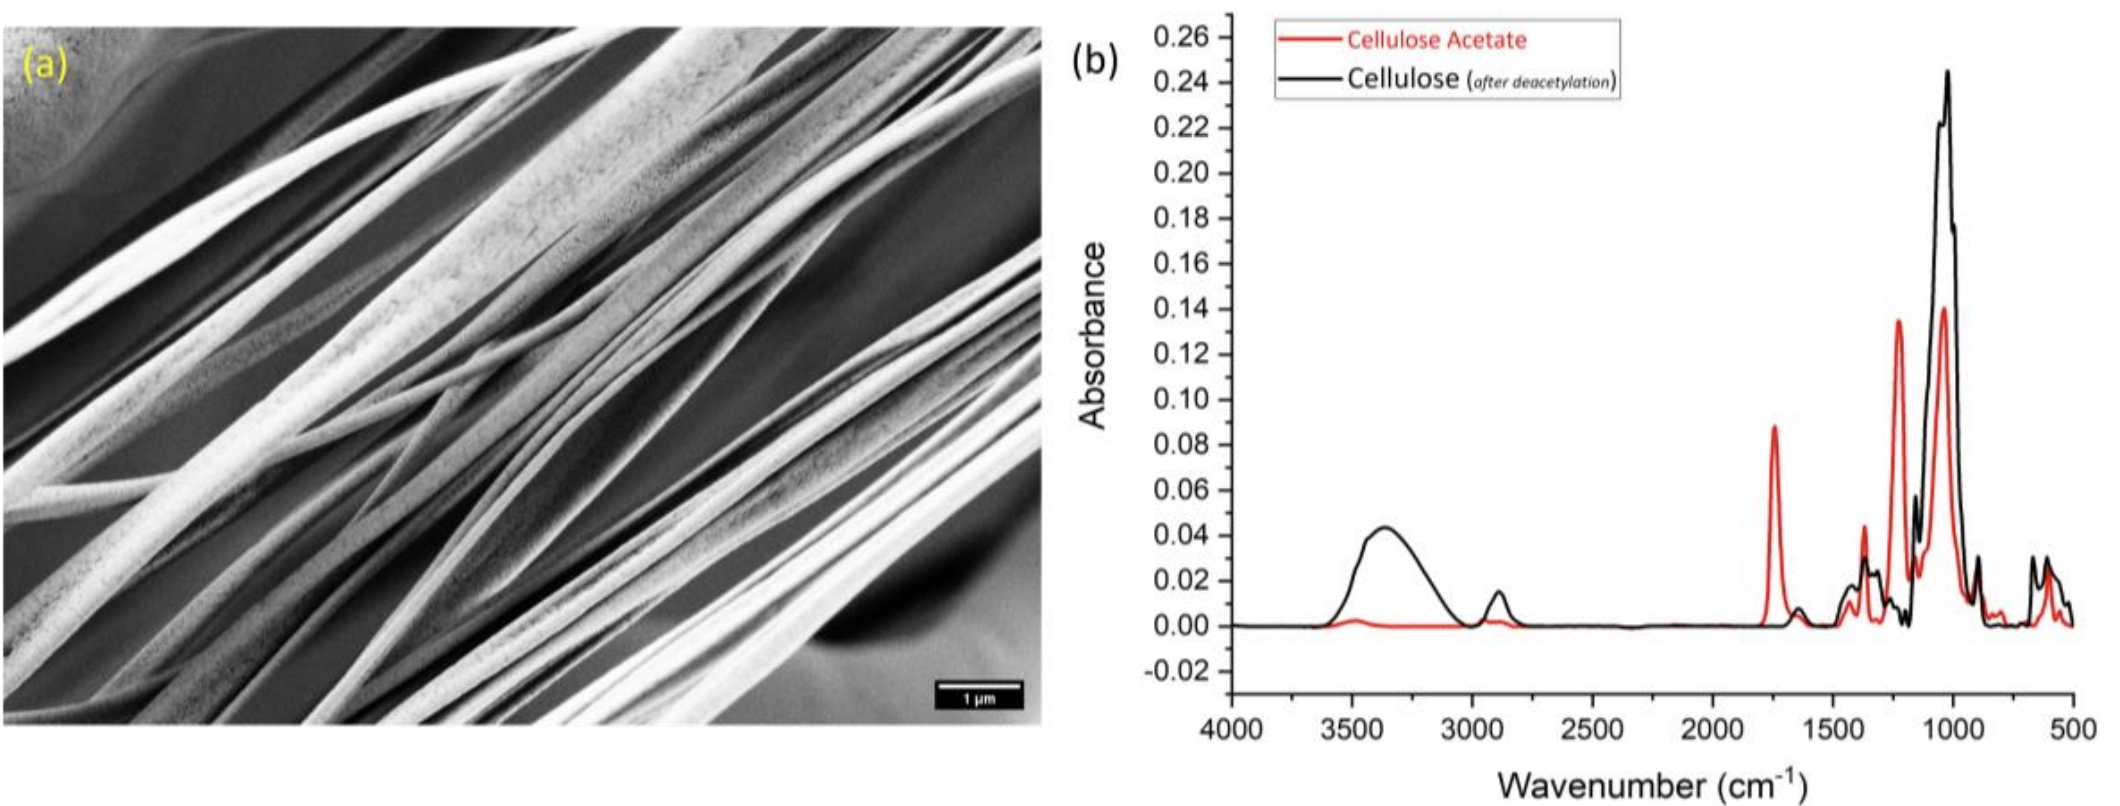 (a)
1 μm
(b)
Cellulose Acetate
Cellulose (after deacetylation)
Absorbance
0.26
0.24
0.22
0.20
0.18
0.16
0.14
0.12
0.10
0.08
0.06
0.04
0.02
0.00
-0.02
4000 3500 3000 2500 2000 1500 1000 500
Wavenumber (cm⁻¹)